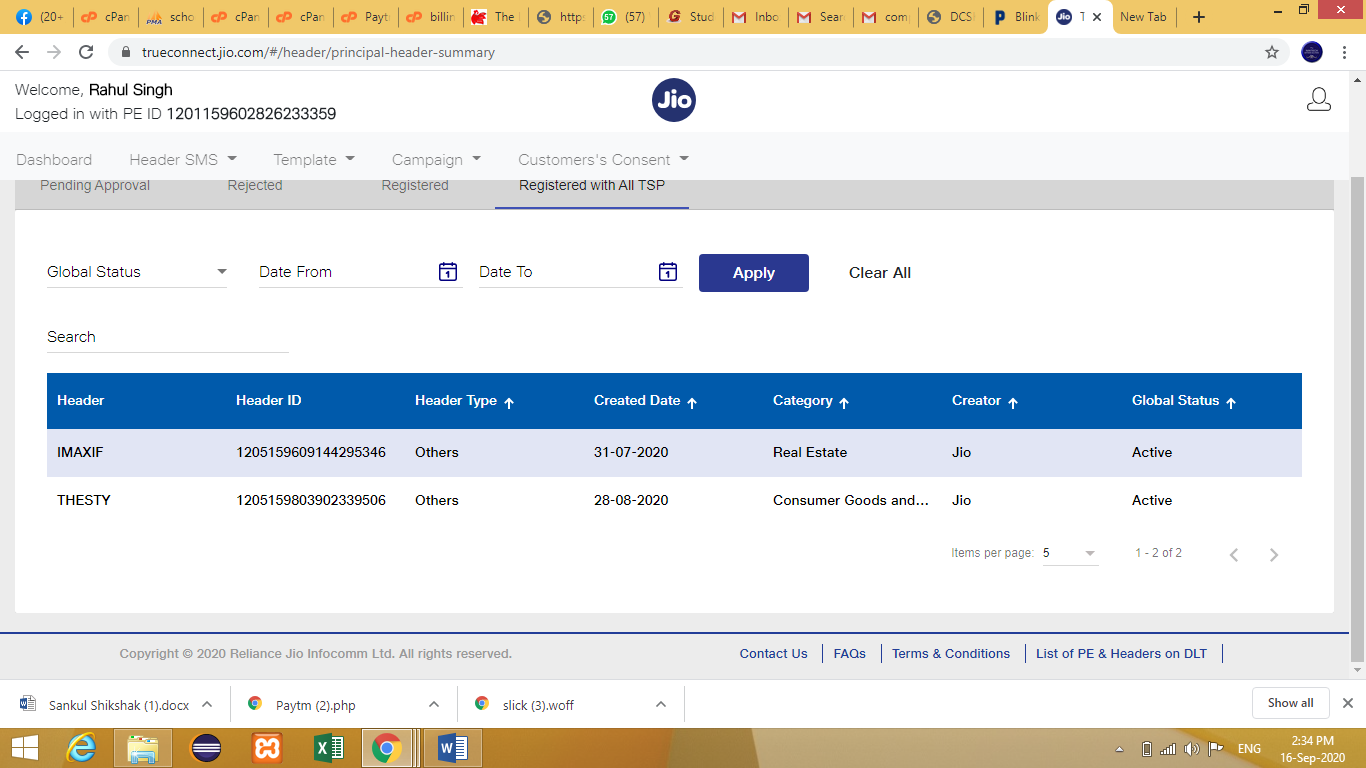 (20+ cPan PMA scho cPan cPan Payt billin The http: 57 (57) Stud Inbo Sear com DCS Blink Jio New Tab
trueconnect.jio.com/#/header/principal-header-summary
Welcome, Rahul Singh
Logged in with PE ID 1201159602826233359
Jio
Dashboard Header SMS Template Campaign Customers's Consent
Pending Approval Rejected Registered Registered with All TSP
Global Status Date From 1 Date To 1 Apply Clear All
Search
Header Header ID Header Type Created Date Category Creator Global Status
IMAXIF 1205159609144295346 Others 31-07-2020 Real Estate Jio Active
THESTY 1205159803902339506 Others 28-08-2020 Consumer Goods and... Jio Active
Items per page: 5 1 - 2 of 2
Copyright © 2020 Reliance Jio Infocomm Ltd. All rights reserved. Contact Us FAQs Terms & Conditions List of PE & Headers on DLT
Sankul Shikshak (1).docx Paytm (2).php slick (3).woff Show all
ENG 2:34 PM
16-Sep-2020